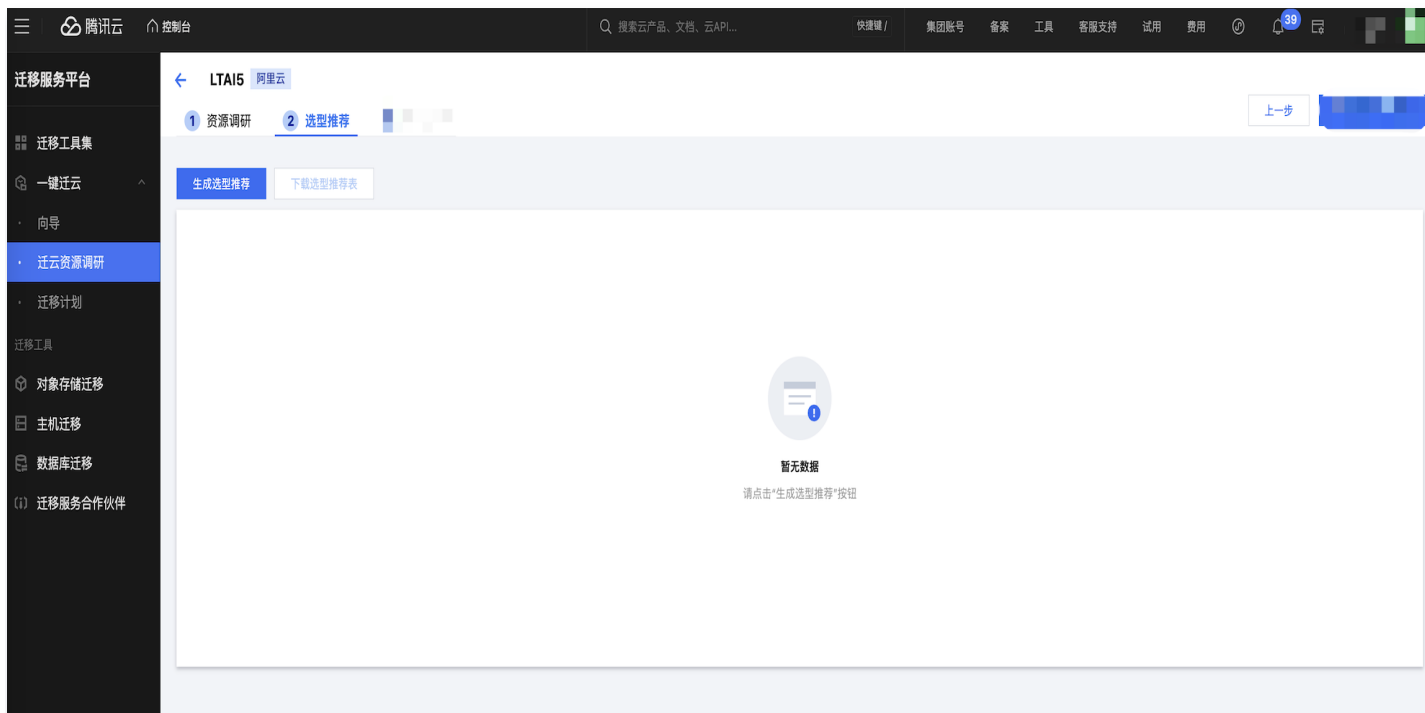 腾讯云
控制台
搜索云产品、文档、云API...
快捷键 /
集团账号
备案
工具
客服支持
试用
费用
39
迁移服务平台
迁移工具集
一键迁云
向导
迁云资源调研
迁移计划
迁移工具
对象存储迁移
主机迁移
数据库迁移
迁移服务合作伙伴
LTAI5 阿里云
1 资源调研
2 选型推荐
上一步
生成选型推荐
下载选型推荐表
暂无数据
请点击“生成选型推荐”按钮